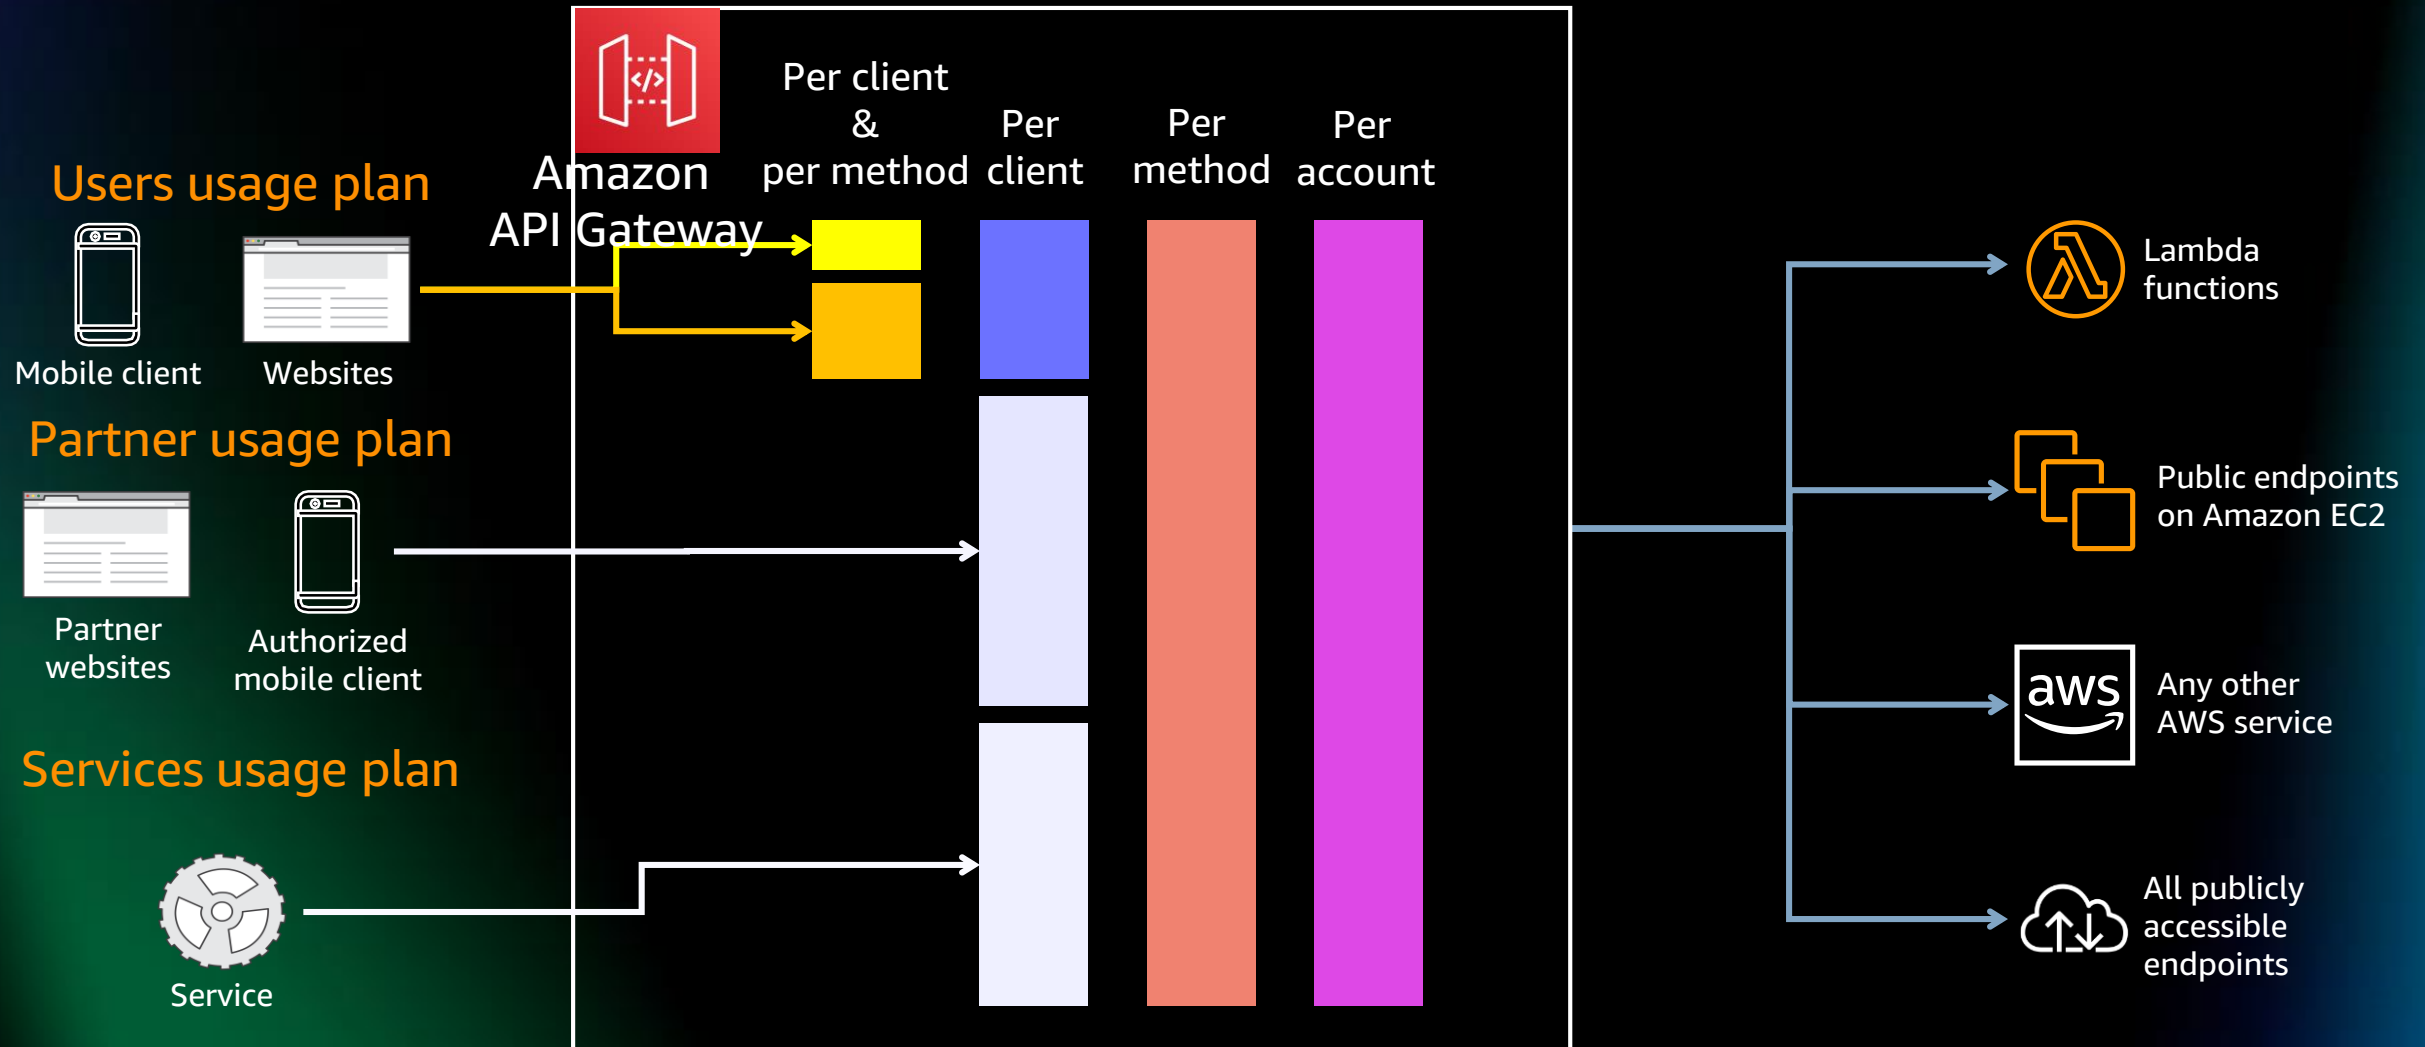 Users usage plan
Mobile client
Websites
Partner usage plan
Partner
websites
Authorized
mobile client
Services usage plan
Service
</>
Amazon
API Gateway
Per client
&
per method
Per
client
Per
method
Per
account
Lambda
functions
Public endpoints
on Amazon EC2
aws
Any other
AWS service
All publicly
accessible
endpoints